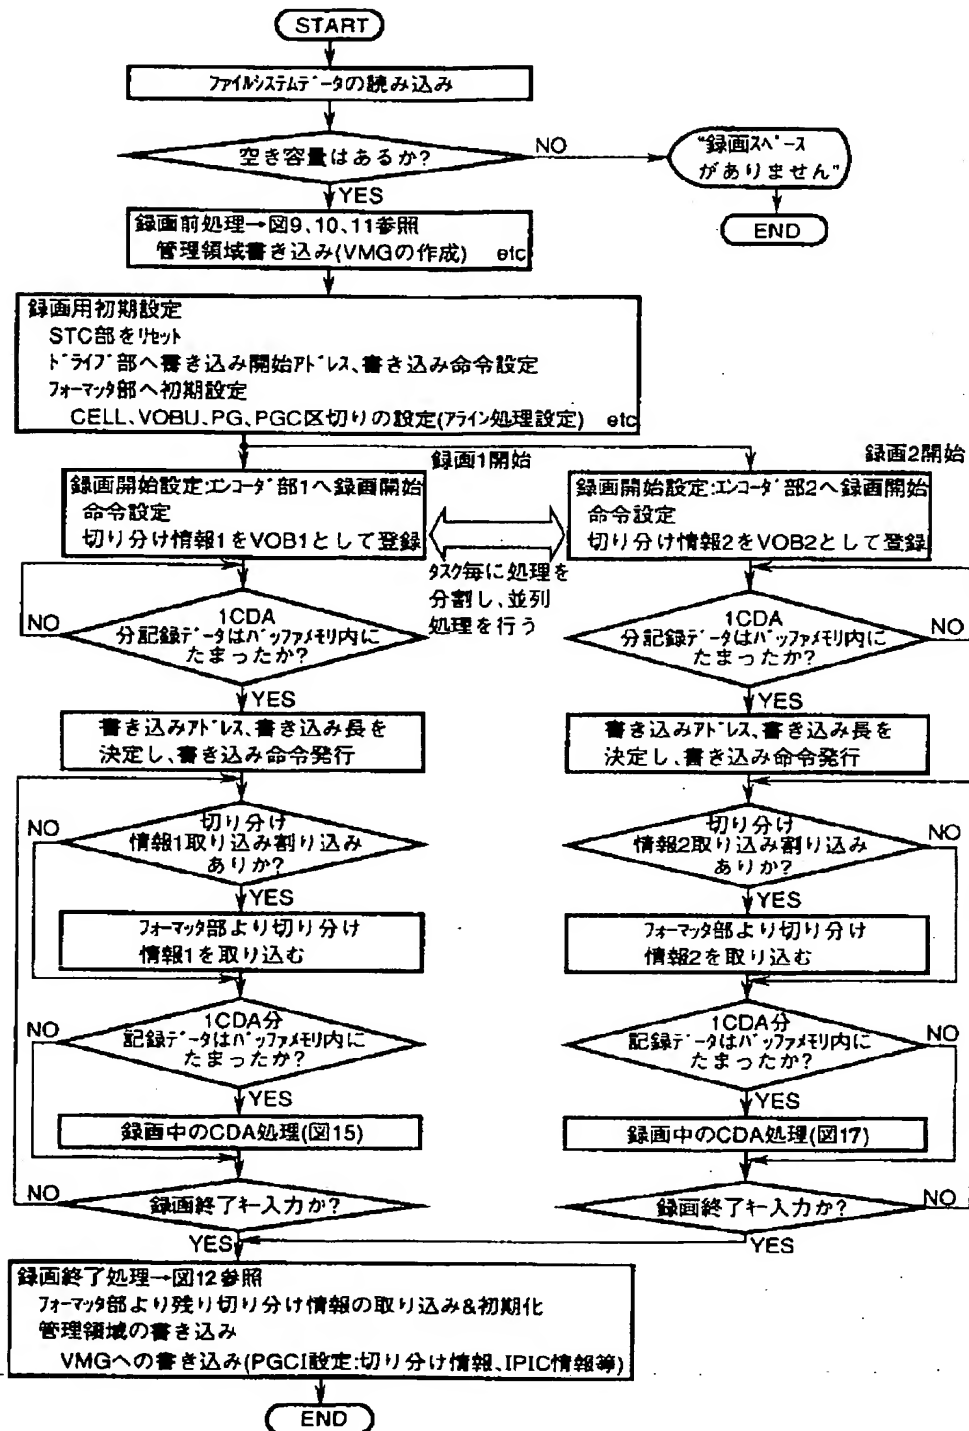 START
ファイルシステムデータの読み込み
空き容量はあるか?
NO
"録画スペース
がありません"
END
YES
録画前処理→図9、10、11参照
管理領域書き込み(VMGの作成) etc
録画用初期設定
STC部をリセット
ドライブ部へ書き込み開始アドレス、書き込み命令設定
フォーマッタ部へ初期設定
CELL、VOBU、PG、PGC区切りの設定(アライン処理設定) etc
録画1開始
録画2開始
録画開始設定:エンコーダ部1へ録画開始
命令設定
切り分け情報1をVOB1として登録
タスク毎に処理を
分割し、並列
処理を行う
録画開始設定:エンコーダ部2へ録画開始
命令設定
切り分け情報2をVOB2として登録
NO
1CDA
分記録データはバッファメモリ内に
たまったか?
YES
1CDA
分記録データはバッファメモリ内に
たまったか?
NO
YES
書き込みアドレス、書き込み長を
決定し、書き込み命令発行
書き込みアドレス、書き込み長を
決定し、書き込み命令発行
NO
切り分け
情報1取り込み割り込み
ありか?
YES
切り分け
情報2取り込み割り込み
ありか?
NO
YES
フォーマッタ部より切り分け
情報1を取り込む
フォーマッタ部より切り分け
情報2を取り込む
NO
1CDA分
記録データはバッファメモリ内に
たまったか?
YES
1CDA分
記録データはバッファメモリ内に
たまったか?
NO
YES
録画中のCDA処理(図15)
録画中のCDA処理(図17)
NO
録画終了キー入力か?
YES
録画終了キー入力か?
NO
YES
録画終了処理→図12参照
フォーマッタ部より残り切り分け情報の取り込み&初期化
管理領域の書き込み
VMGへの書き込み(PGCI設定:切り分け情報、IPIC情報等)
END